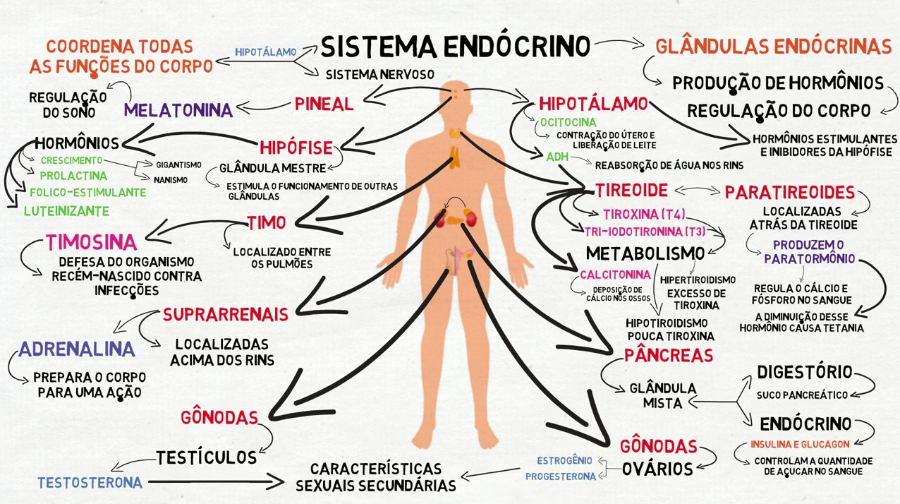 SISTEMA ENDÓCRINO
COORDENA TODAS
AS FUNÇÕES DO CORPO
HIPOTÁLAMO
SISTEMA NERVOSO
GLÂNDULAS ENDÓCRINAS
PRODUÇÃO DE HORMÔNIOS
REGULAÇÃO DO CORPO
PINEAL
MELATONINA
REGULAÇÃO
DO SONO
HIPÓFISE
GLÂNDULA MESTRE
ESTIMULA O FUNCIONAMENTO DE OUTRAS
GLÂNDULAS
HORMÔNIOS
CRESCIMENTO
GIGANTISMO
NANISMO
PROLACTINA
FOLICO-ESTIMULANTE
LUTEINIZANTE
TIMO
LOCALIZADO ENTRE
OS PULMÕES
TIMOSINA
DEFESA DO ORGANISMO
RECÉM-NASCIDO CONTRA
INFECÇÕES
SUPRARRENAIS
LOCALIZADAS
ACIMA DOS RINS
ADRENALINA
PREPARA O CORPO
PARA UMA AÇÃO
GÔNODAS
TESTÍCULOS
TESTOSTERONA
CARACTERÍSTICAS
SEXUAIS SECUNDÁRIAS
HIPOTÁLAMO
OCITOCINA
CONTRAÇÃO DO ÚTERO E
LIBERAÇÃO DE LEITE
ADH
REABSORÇÃO DE ÁGUA NOS RINS
HORMÔNIOS ESTIMULANTES
E INIBIDORES DA HIPÓFISE
TIREOIDE
TIROXINA (T4)
TRI-IODOTIRONINA (T3)
METABOLISMO
CALCITONINA
DEPOSIÇÃO DE
CÁLCIO NOS OSSOS
HIPERTIROIDISMO
EXCESSO DE
TIROXINA
HIPOTIROIDISMO
POUCA TIROXINA
PARATIREOIDES
LOCALIZADAS
ATRÁS DA TIREOIDE
PRODUZEM O
PARATORMÔNIO
REGULA O CÁLCIO E
FÓSFORO NO SANGUE
A DIMINUIÇÃO DESSE
HORMÔNIO CAUSA TETANIA
PÂNCREAS
GLÂNDULA
MISTA
DIGESTÓRIO
SUCO PANCREÁTICO
ENDÓCRINO
INSULINA E GLUCAGON
CONTROLAM A QUANTIDADE
DE AÇUCAR NO SANGUE
GÔNODAS
OVÁRIOS
ESTROGÊNIO
PROGESTERONA